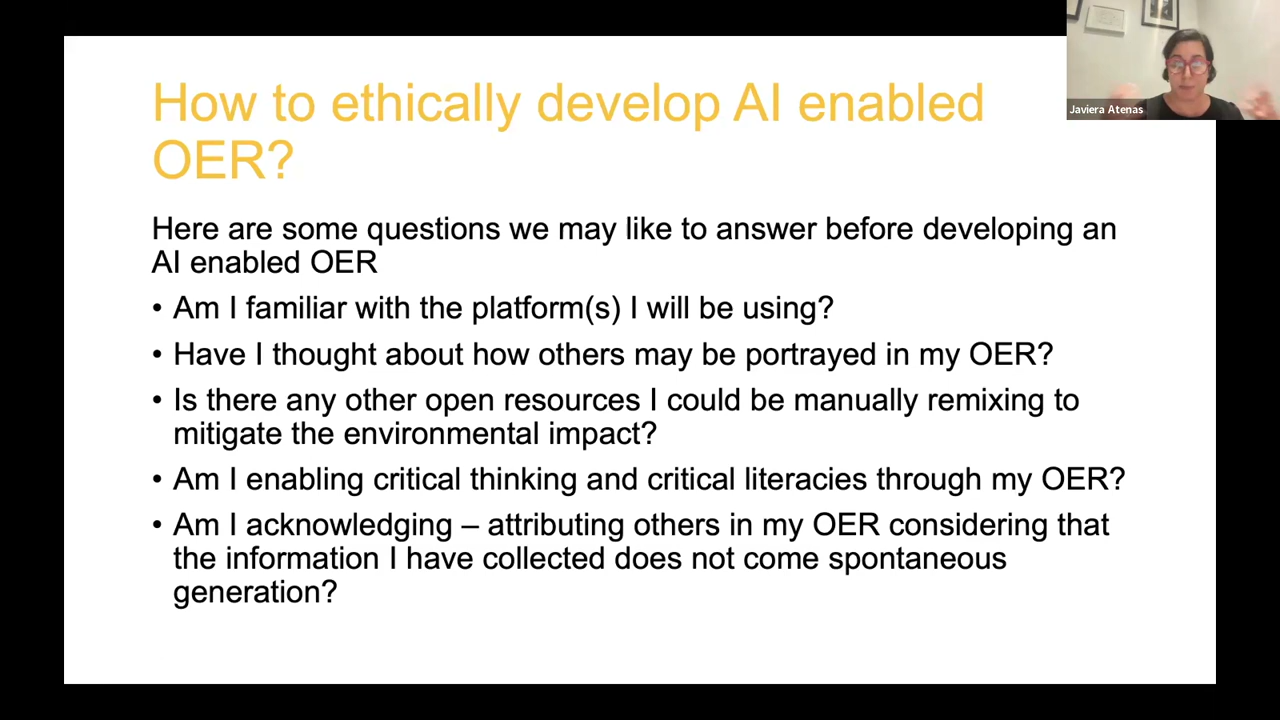 How to ethically develop AI enabled
OER?
Here are some questions we may like to answer before developing an
AI enabled OER
• Am I familiar with the platform(s) I will be using?
• Have I thought about how others may be portrayed in my OER?
• Is there any other open resources I could be manually remixing to
mitigate the environmental impact?
• Am I enabling critical thinking and critical literacies through my OER?
• Am I acknowledging – attributing others in my OER considering that
the information I have collected does not come spontaneous
generation?
Javiera Atenas